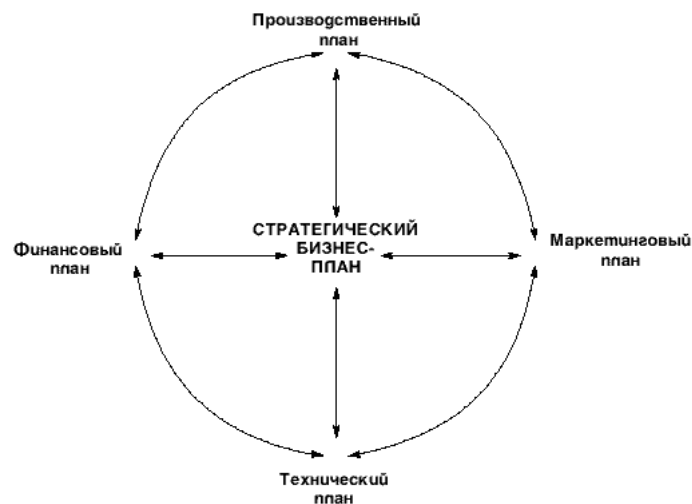 Производственный
план
Финансовый
план
СТРАТЕГИЧЕСКИЙ
БИЗНЕС-
ПЛАН
Маркетинговый
план
Технический
план